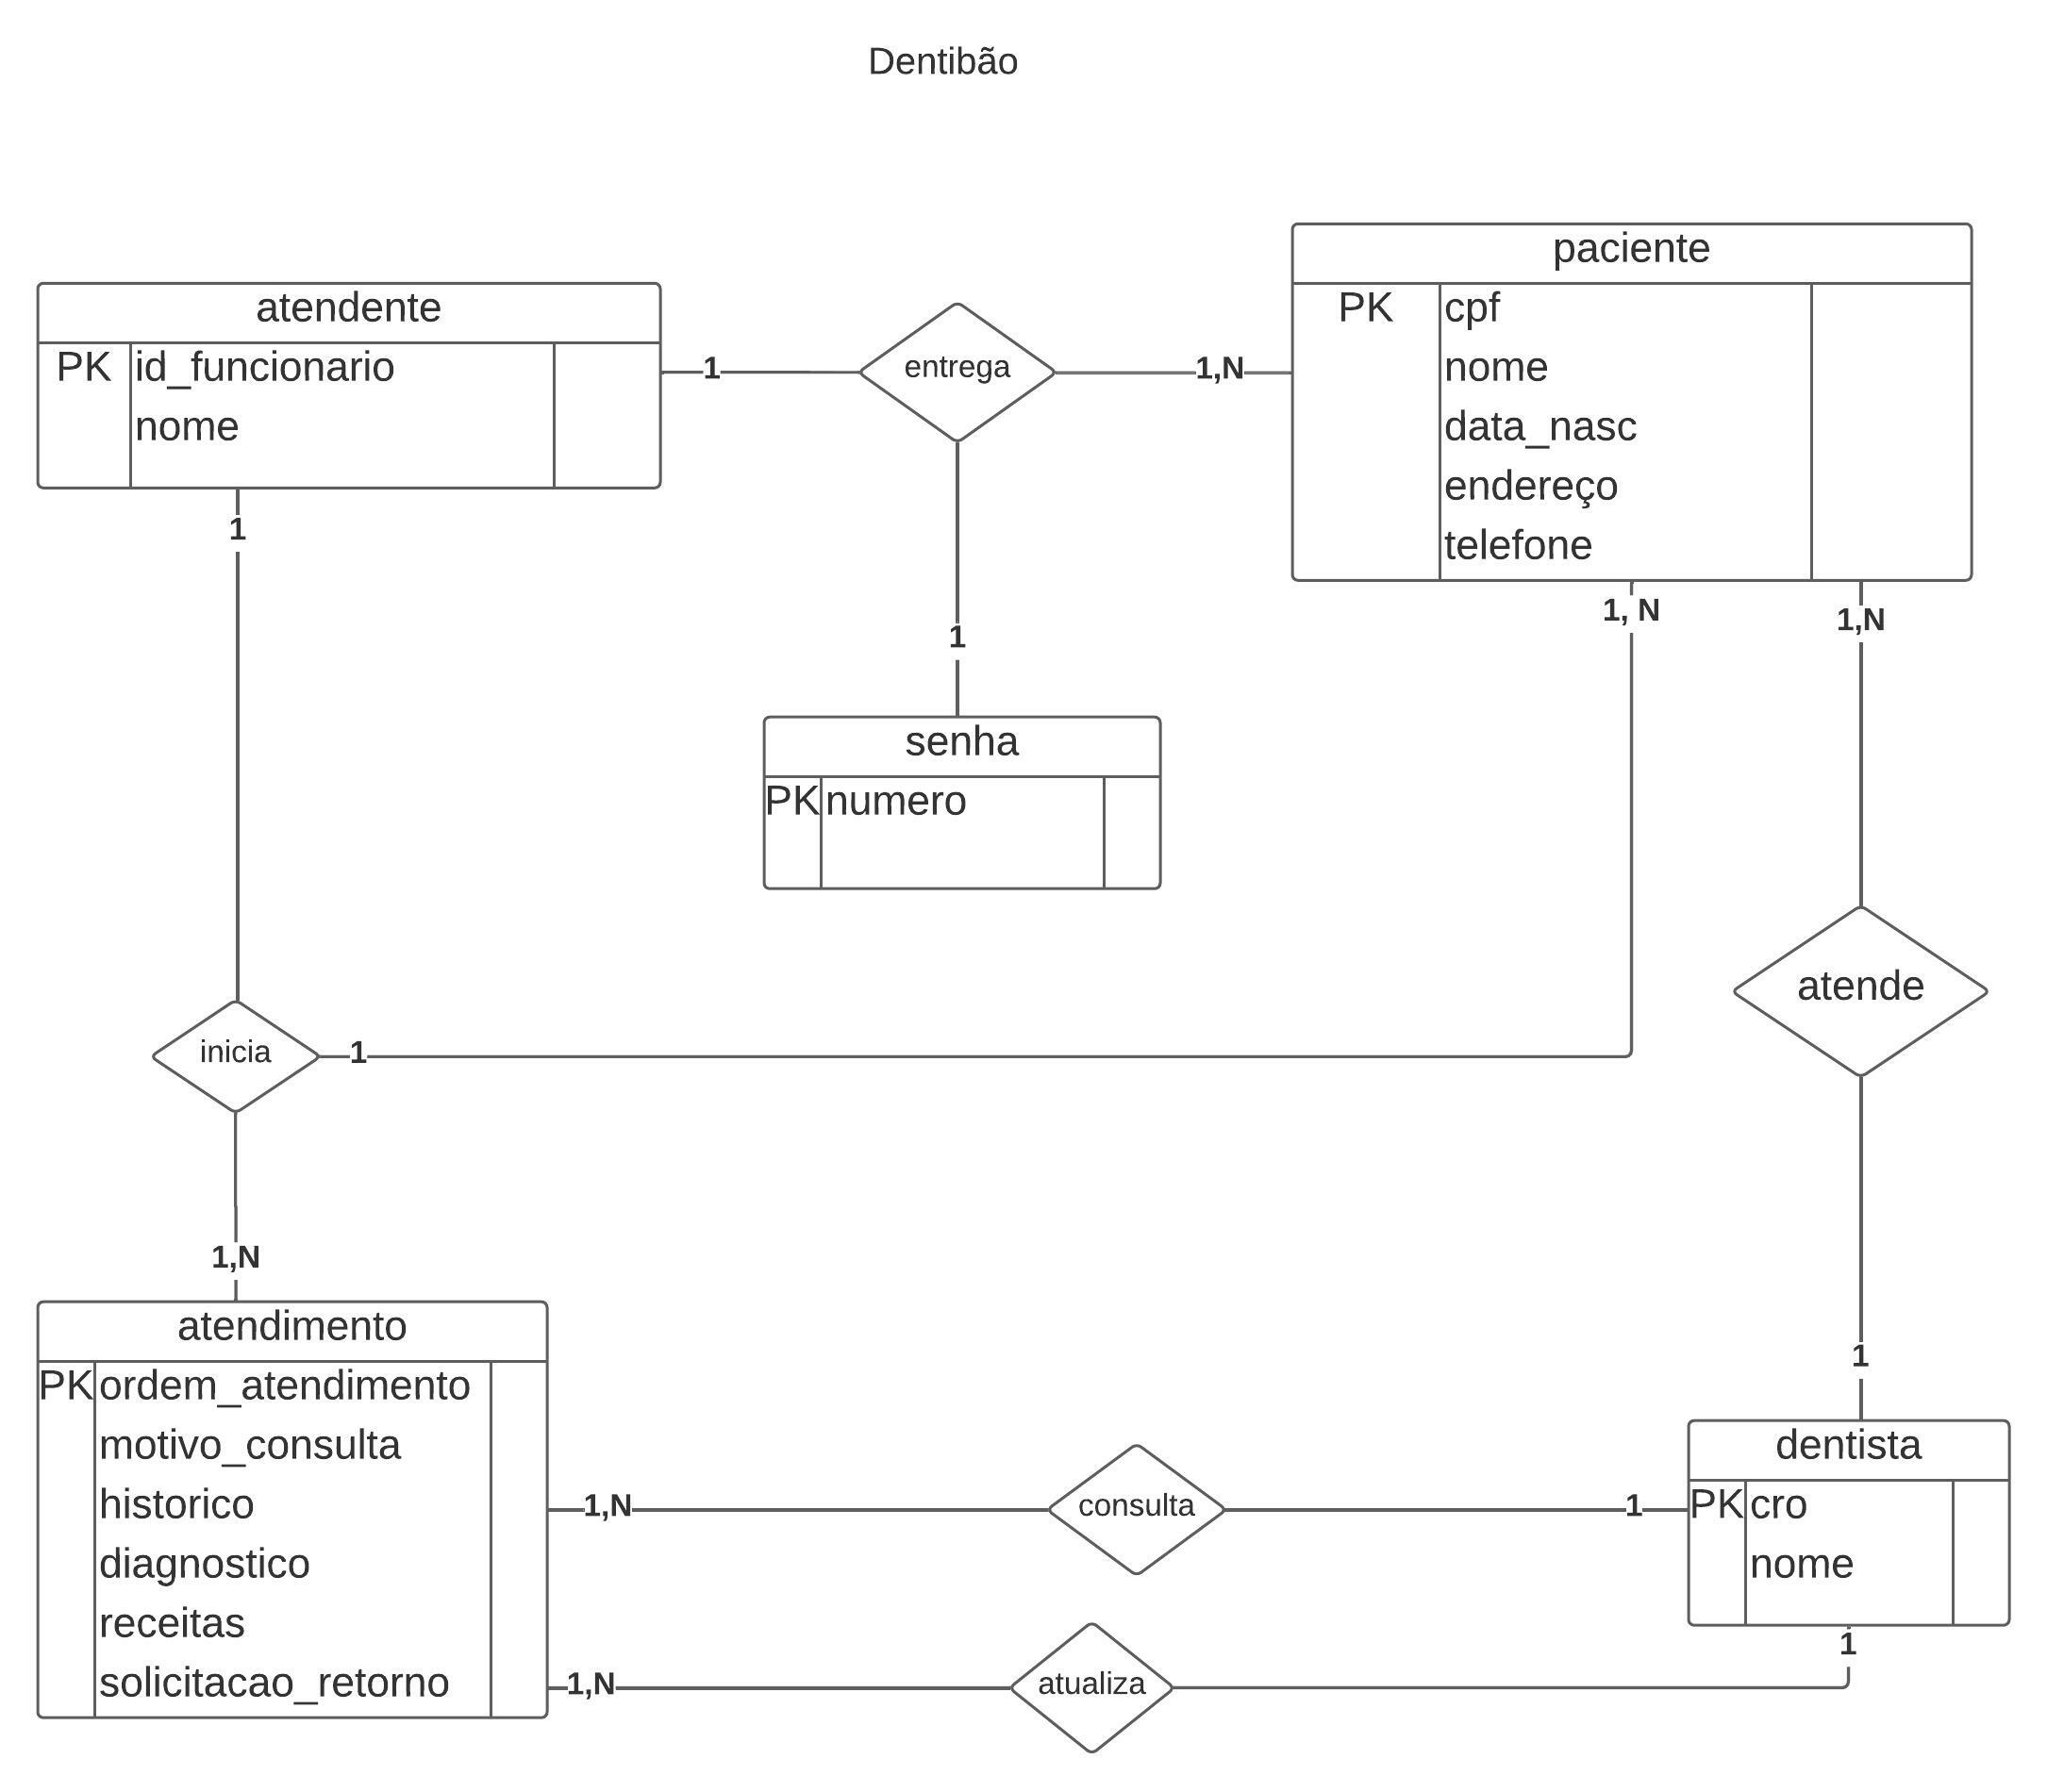 Dentibão
paciente
PK cpf
nome
data_nasc
endereço
telefone
atendente
PK id_funcionario
nome
1
entrega
1,N
1
1
1, N
1,N
senha
PK numero
atende
inicia
1
1,N
1
atendimento
PK ordem_atendimento
motivo_consulta
historico
diagnostico
receitas
solicitacao_retorno
1,N
consulta
1
dentista
PK cro
nome
1
1,N
atualiza